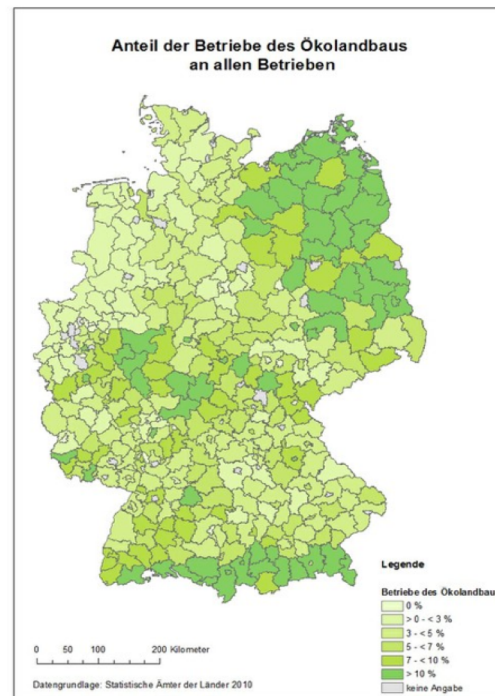 Anteil der Betriebe des Ökolandbaus
an allen Betrieben
Legende
Betriebe des Ökolandbaus
0 %
> 0 - < 3 %
3 - < 5 %
5 - < 7 %
7 - < 10 %
> 10 %
keine Angabe
0 50 100 200 Kilometer
Datengrundlage: Statistische Ämter der Länder 2010